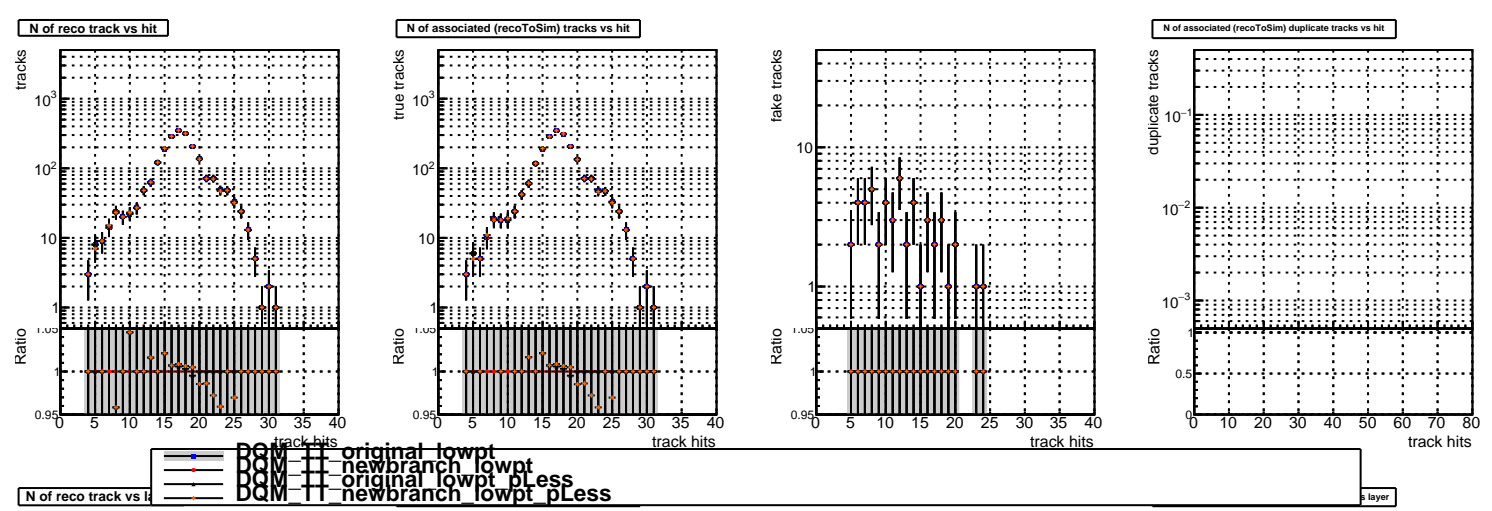 N of reco track vs hit
tracks
10³
10²
10
1
Ratio
1.05
1
0.95
0 5 10 15 20 25 30 35 40
track hits
N of associated (recoToSim) tracks vs hit
true tracks
10³
10²
10
1
Ratio
1.05
1
0.95
0 5 10 15 20 25 30 35 40
track hits
fake tracks
10
1
Ratio
1.05
1
0.95
0 5 10 15 20 25 30 35 40
track hits
N of associated (recoToSim) duplicate tracks vs hit
duplicate tracks
10⁻¹
10⁻²
10⁻³
Ratio
1
0.5
0
0 10 20 30 40 50 60 70 80
track hits
DQM_TT_original_lowpt
DQM_TT_newbranch_lowpt
DQM_TT_original_lowpt_pLess
DQM_TT_newbranch_lowpt_pLess
N of reco track vs la
s layer